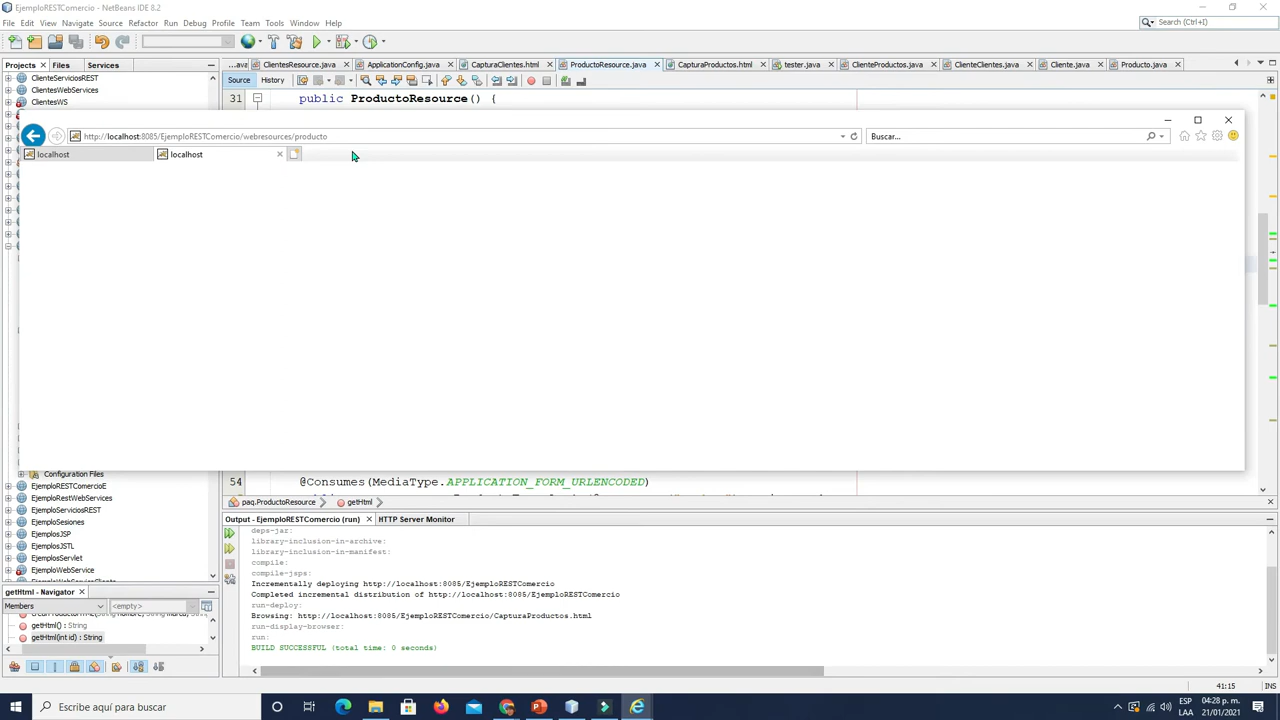 EjemploRESTComercio - NetBeans IDE 8.2
File Edit View Navigate Source Refactor Run Debug Profile Team Tools Window Help
Search (Ctrl+I)
Projects Files Services
...ava ClientesResource.java ApplicationConfig.java CapturaClientes.html ProductoResource.java CapturaProductos.html tester.java ClienteProductos.java ClienteClientes.java Cliente.java Producto.java
ClienteServiciosREST
Source History
ClienteWebServices
31 public ProductoResource() {
ClientesWS
http://localhost:8085/EjemploRESTComercio/webresources/producto
Buscar...
localhost
localhost
Configuration Files
54 @Consumes(MediaType.APPLICATION_FORM_URLENCODED)
EjemploRESTComercioE
EjemploRestWebServices
paq.ProductoResource getHtml
EjemploServiciosREST
EjemploSesiones
Output - EjemploRESTComercio (run) HTTP Server Monitor
EjemplosJSP
deps-jar:
EjemplosJSTL
library-inclusion-in-archive:
library-inclusion-in-manifest:
EjemplosServlet
compile:
EjemploWebService
compile-jsps:
Incrementally deploying http://localhost:8085/EjemploRESTComercio
getHtml - Navigator
Completed incremental distribution of http://localhost:8085/EjemploRESTComercio
Members <empty>
run-deploy:
Browsing: http://localhost:8085/EjemploRESTComercio/CapturaProductos.html
getHtml() : String
run-display-browser:
getHtml(int id) : String
run:
BUILD SUCCESSFUL (total time: 0 seconds)
41:15 INS
Escribe aquí para buscar
ESP
LAA
04:28 p. m.
21/01/2021